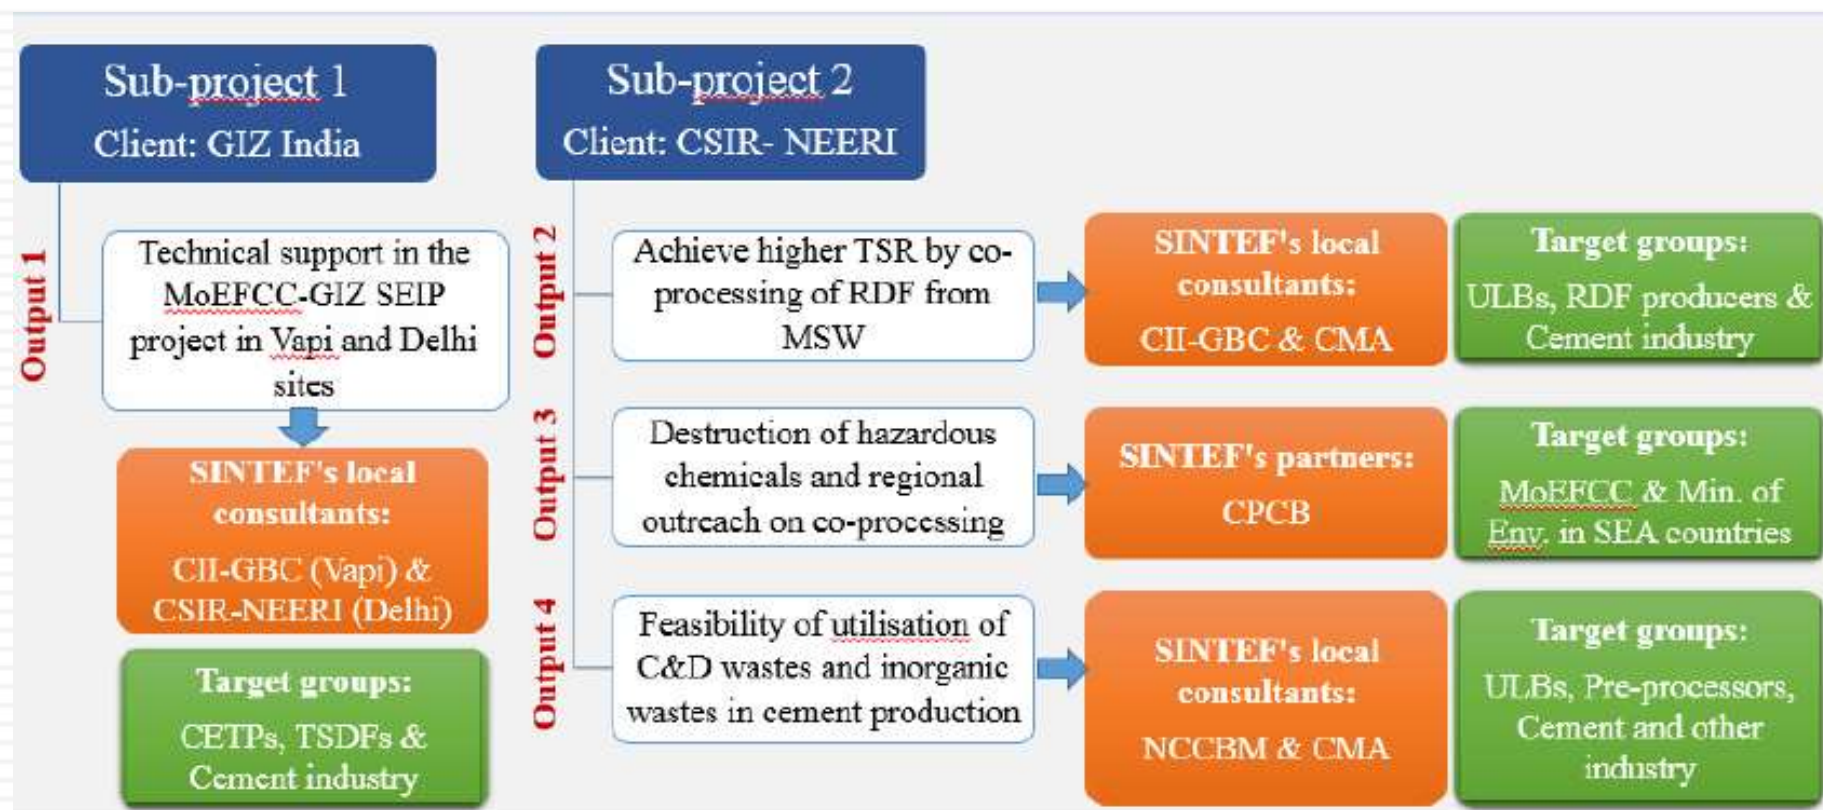 Sub-project 1
Client: GIZ India
Output 1
Technical support in the
MoEFCC-GIZ SEIP
project in Vapi and Delhi
sites
SINTEF's local
consultants:
CII-GBC (Vapi) &
CSIR-NEERI (Delhi)
Target groups:
CETPs, TSDFs &
Cement industry
Sub-project 2
Client: CSIR- NEERI
Output 2
Achieve higher TSR by co-
processing of RDF from
MSW
SINTEF's local
consultants:
CII-GBC & CMA
Target groups:
ULBs, RDF producers &
Cement industry
Output 3
Destruction of hazardous
chemicals and regional
outreach on co-processing
SINTEF's partners:
CPCB
Target groups:
MoEFCC & Min. of
Env. in SEA countries
Output 4
Feasibility of utilisation of
C&D wastes and inorganic
wastes in cement production
SINTEF's local
consultants:
NCCBM & CMA
Target groups:
ULBs, Pre-processors,
Cement and other
industry